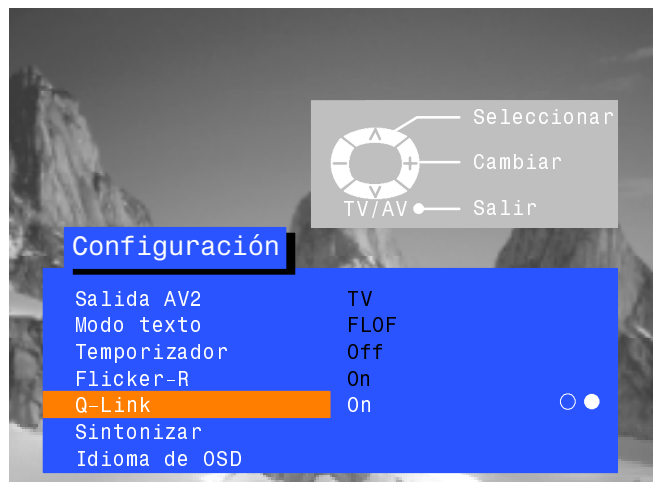 Seleccionar
Cambiar
TV/AV Salir
Configuración
Salida AV2 TV
Modo texto FLOF
Temporizador Off
Flicker-R On
Q-Link On
Sintonizar
Idioma de OSD